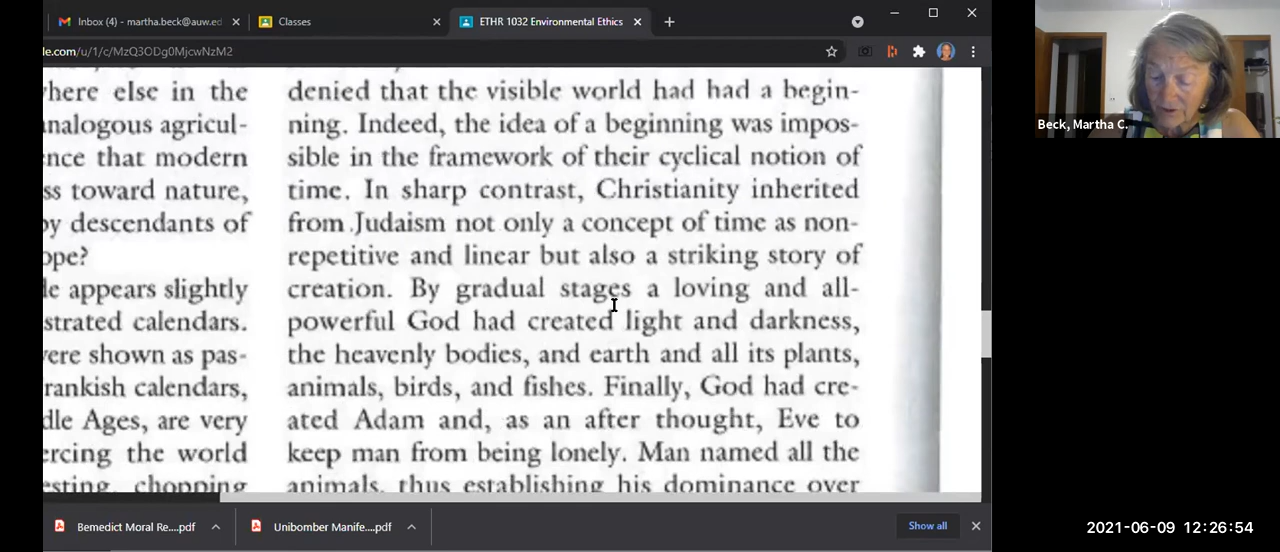 Inbox (4) - martha.beck@auw.ed
Classes
ETHR 1032 Environmental Ethics
le.com/u/1/c/MzQ3ODg0MjcwNzM2
where else in the
analogous agricul-
nce that modern
ss toward nature,
by descendants of
ope?
le appears slightly
strated calendars.
were shown as pas-
rankish calendars,
dle Ages, are very
ercing the world
esting, chopping
denied that the visible world had had a begin-
ning. Indeed, the idea of a beginning was impos-
sible in the framework of their cyclical notion of
time. In sharp contrast, Christianity inherited
from Judaism not only a concept of time as non-
repetitive and linear but also a striking story of
creation. By gradual stages a loving and all-
powerful God had created light and darkness,
the heavenly bodies, and earth and all its plants,
animals, birds, and fishes. Finally, God had cre-
ated Adam and, as an after thought, Eve to
keep man from being lonely. Man named all the
animals, thus establishing his dominance over
Bemedict Moral Re....pdf
Unibomber Manife....pdf
Show all
Beck, Martha C.
2021-06-09 12:26:54